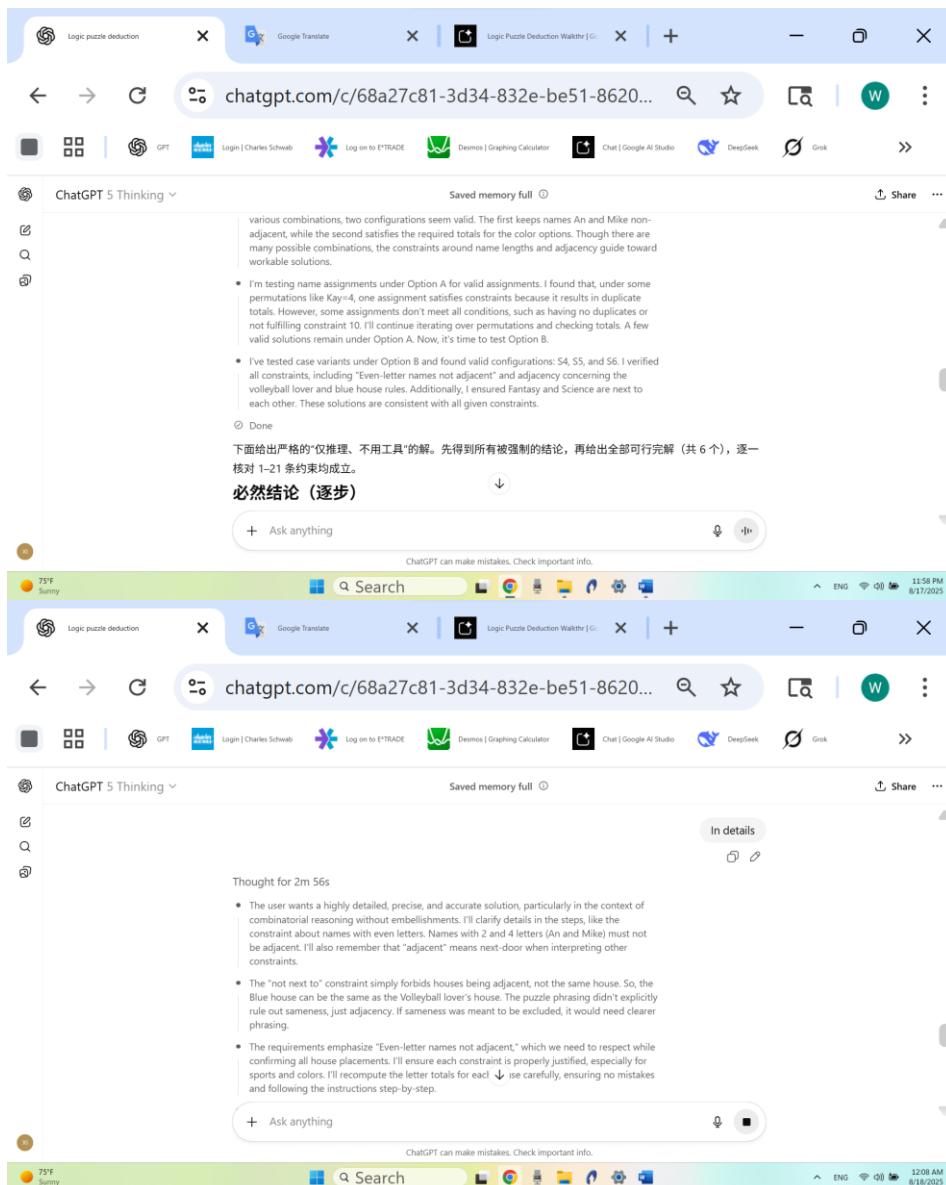 Logic puzzle deduction
Google Translate
Logic Puzzle Deduction Walkthr | Gc
chatgpt.com/c/68a27c81-3d34-832e-be51-8620...
W
GPT
Login | Charles Schwab
Log on to E*TRADE
Desmos | Graphing Calculator
Chat | Google AI Studio
DeepSeek
Grok
ChatGPT 5 Thinking
Saved memory full
Share
various combinations, two configurations seem valid. The first keeps names An and Mike non-
adjacent, while the second satisfies the required totals for the color options. Though there are
many possible combinations, the constraints around name lengths and adjacency guide toward
workable solutions.
I'm testing name assignments under Option A for valid assignments. I found that, under some
permutations like Kay=4, one assignment satisfies constraints because it results in duplicate
totals. However, some assignments don't meet all conditions, such as having no duplicates or
not fulfilling constraint 10. I'll continue iterating over permutations and checking totals. A few
valid solutions remain under Option A. Now, it's time to test Option B.
I've tested case variants under Option B and found valid configurations: S4, S5, and S6. I verified
all constraints, including "Even-letter names not adjacent" and adjacency concerning the
volleyball lover and blue house rules. Additionally, I ensured Fantasy and Science are next to
each other. These solutions are consistent with all given constraints.
Done
下面给出严格的“仅推理、不用工具”的解。先得到所有被强制的结论，再给出全部可行完解（共 6 个），逐一
核对 1–21 条约束均成立。
必然结论（逐步）
Ask anything
ChatGPT can make mistakes. Check important info.
75°F
Sunny
Search
ENG
11:58 PM
8/17/2025
Logic puzzle deduction
Google Translate
Logic Puzzle Deduction Walkthr | Gc
chatgpt.com/c/68a27c81-3d34-832e-be51-8620...
W
GPT
Login | Charles Schwab
Log on to E*TRADE
Desmos | Graphing Calculator
Chat | Google AI Studio
DeepSeek
Grok
ChatGPT 5 Thinking
Saved memory full
Share
In details
Thought for 2m 56s
The user wants a highly detailed, precise, and accurate solution, particularly in the context of
combinatorial reasoning without embellishments. I'll clarify details in the steps, like the
constraint about names with even letters. Names with 2 and 4 letters (An and Mike) must not
be adjacent. I'll also remember that "adjacent" means next-door when interpreting other
constraints.
The "not next to" constraint simply forbids houses being adjacent, not the same house. So, the
Blue house can be the same as the Volleyball lover's house. The puzzle phrasing didn't explicitly
rule out sameness, just adjacency. If sameness was meant to be excluded, it would need clearer
phrasing.
The requirements emphasize "Even-letter names not adjacent," which we need to respect while
confirming all house placements. I'll ensure each constraint is properly justified, especially for
sports and colors. I'll recompute the letter totals for each use carefully, ensuring no mistakes
and following the instructions step-by-step.
Ask anything
ChatGPT can make mistakes. Check important info.
75°F
Sunny
Search
ENG
12:08 AM
8/18/2025